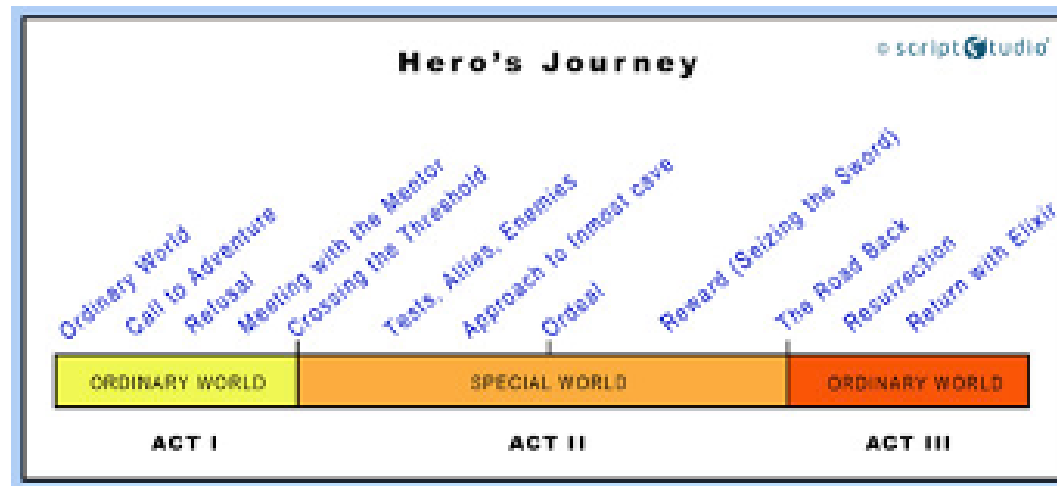 © scriptStudio
Hero's Journey
Ordinary World
Call to Adventure
Refusal
Meeting with the Mentor
Crossing the Threshold
Tests, Allies, Enemies
Approach to inmost cave
Ordeal
Reward (Seizing the Sword)
The Road Back
Resurrection
Return with Elixir
ORDINARY WORLD
SPECIAL WORLD
ORDINARY WORLD
ACT I
ACT II
ACT III